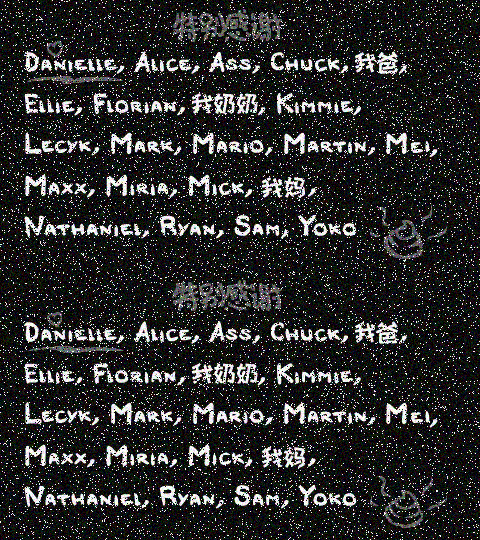 特别感谢
Danielle, Alice, Ass, Chuck, 我爸,
Ellie, Florian, 我奶奶, Kimmie,
Lecyk, Mark, Mario, Martin, Mei,
Maxx, Miria, Mick, 我妈,
Nathaniel, Ryan, Sam, Yoko
特别感谢
Danielle, Alice, Ass, Chuck, 我爸,
Ellie, Florian, 我奶奶, Kimmie,
Lecyk, Mark, Mario, Martin, Mei,
Maxx, Miria, Mick, 我妈,
Nathaniel, Ryan, Sam, Yoko